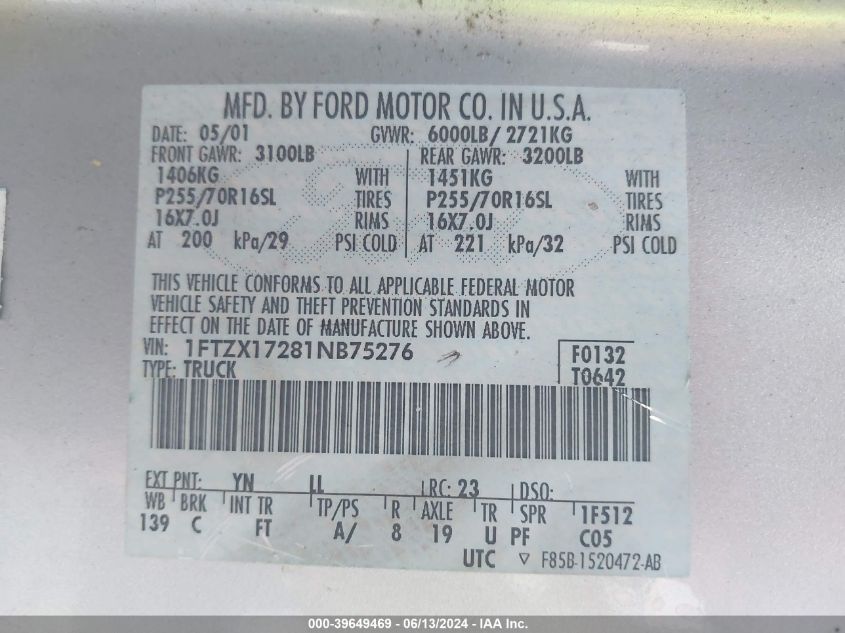 MFD. BY FORD MOTOR CO. IN U.S.A.
DATE: 05/01 GVWR: 6000LB/ 2721KG
FRONT GAWR: 3100LB REAR GAWR: 3200LB
1406KG WITH 1451KG WITH
P255/70R16SL TIRES P255/70R16SL TIRES
16X7.0J RIMS 16X7.0J RIMS
AT 200 kPa/29 PSI COLD AT 221 kPa/32 PSI COLD
THIS VEHICLE CONFORMS TO ALL APPLICABLE FEDERAL MOTOR
VEHICLE SAFETY AND THEFT PREVENTION STANDARDS IN
EFFECT ON THE DATE OF MANUFACTURE SHOWN ABOVE.
VIN: 1FTZX17281NB75276 F0132
TYPE: TRUCK T0642
EXT PNT: YN LL RC: 23 DSO:
WB BRK INT TR TP/PS R AXLE TR SPR 1F512
139 C FT A/ 8 19 U PF C05
UTC ▽ F85B-1520472-AB
000-39649469 - 06/13/2024 - IAA Inc.